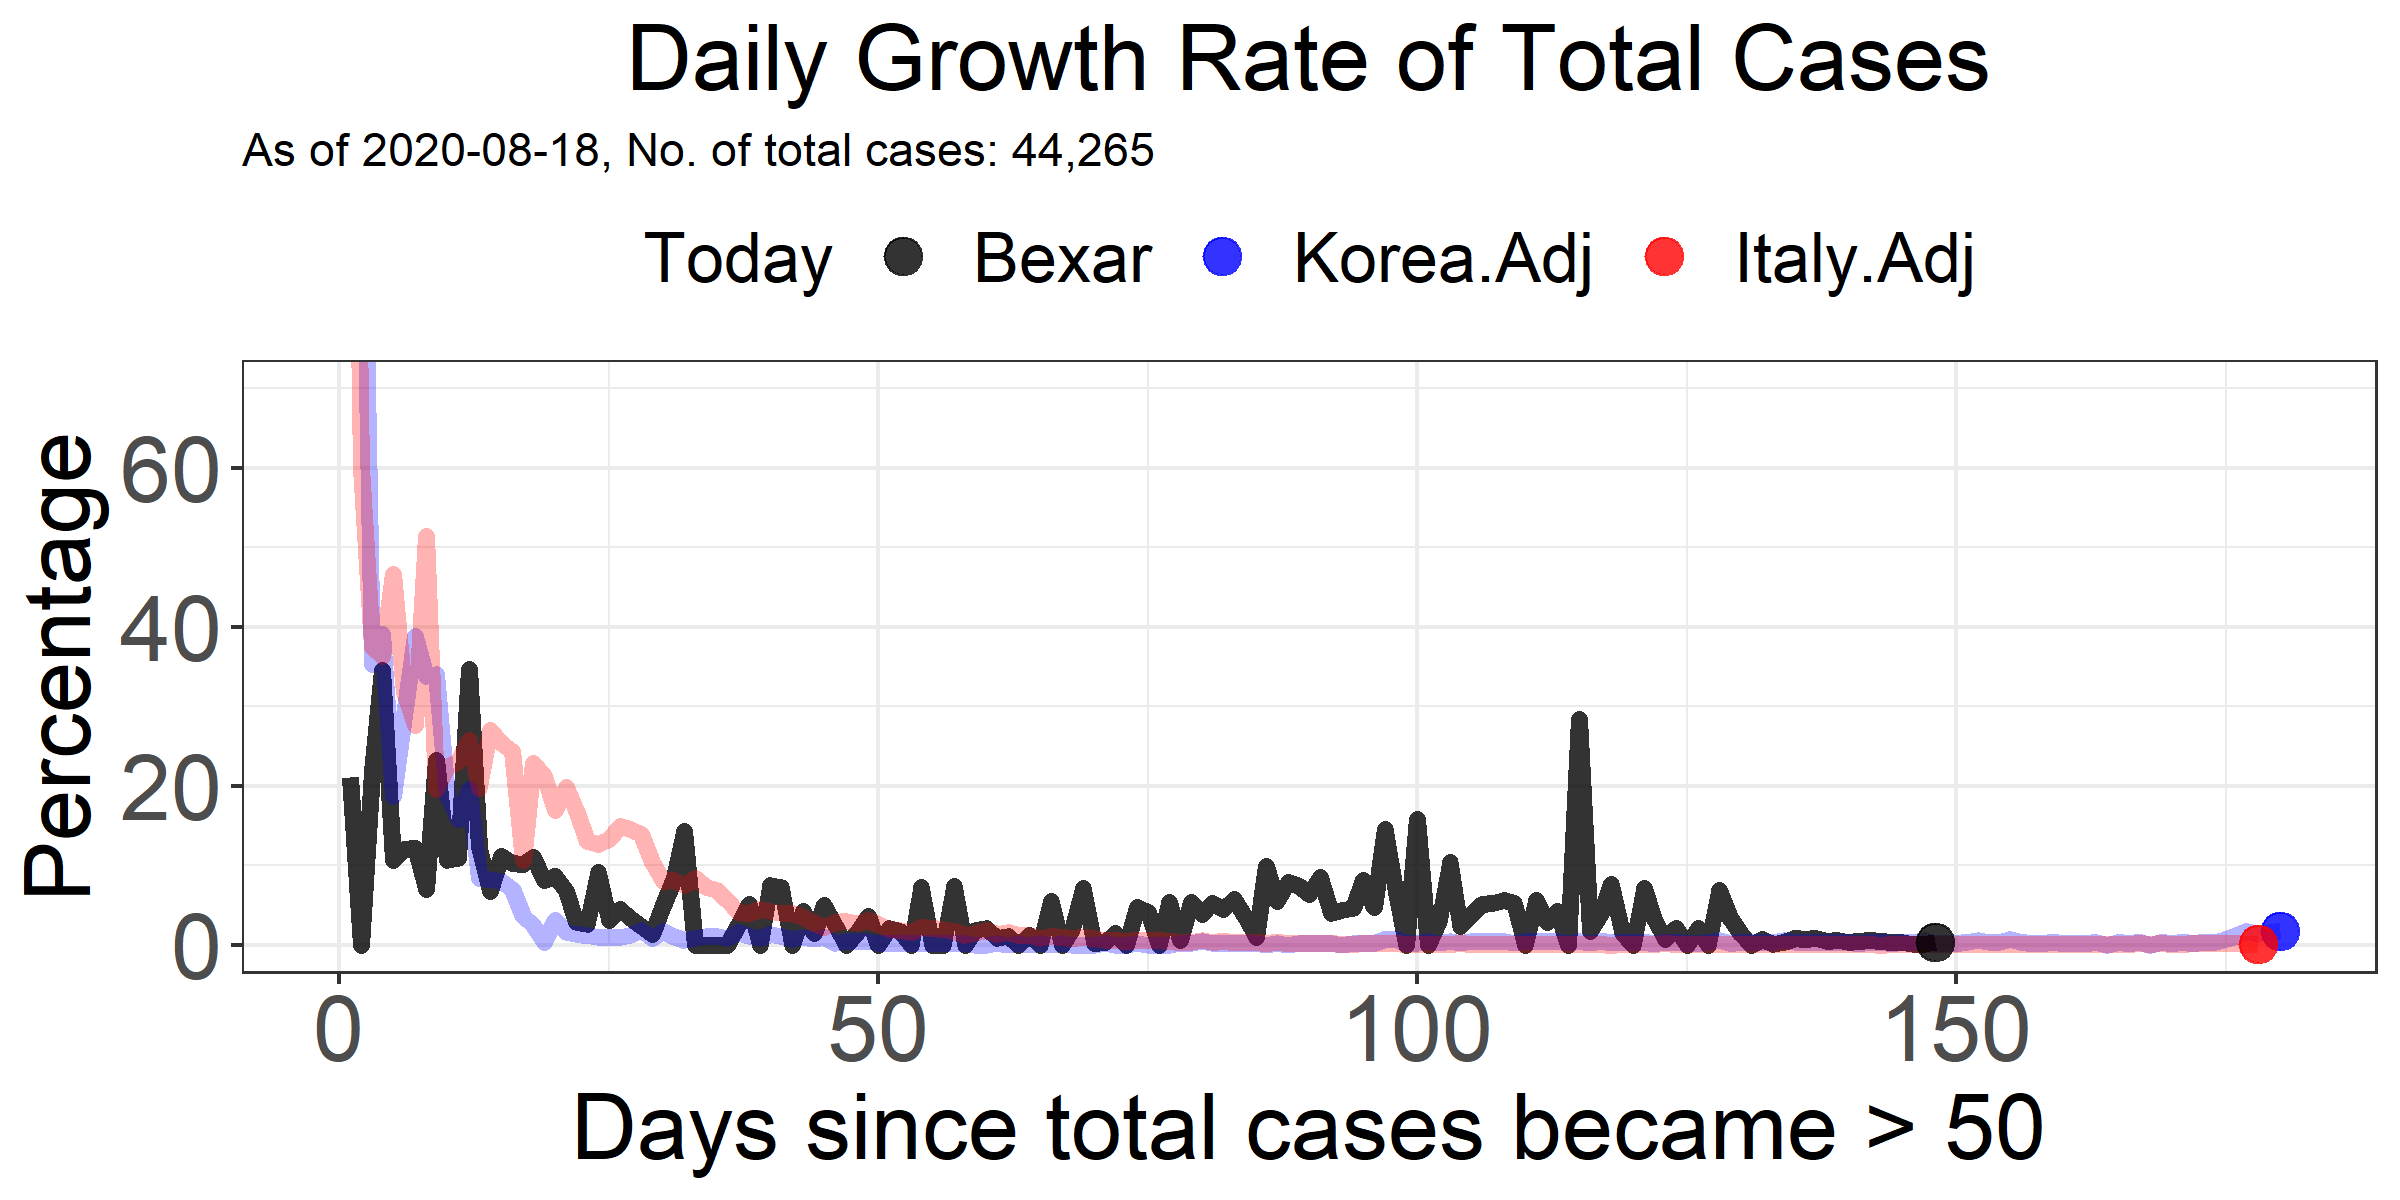 Daily Growth Rate of Total Cases
As of 2020-08-18, No. of total cases: 44,265
Today Bexar Korea.Adj Italy.Adj
Percentage
60
40
20
0
0 50 100 150
Days since total cases became > 50